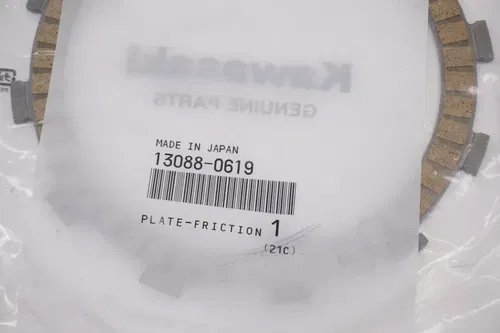 Kawasaki
GENUINE PARTS
MADE IN JAPAN
13088-0619
PLATE-FRICTION 1
(21C)